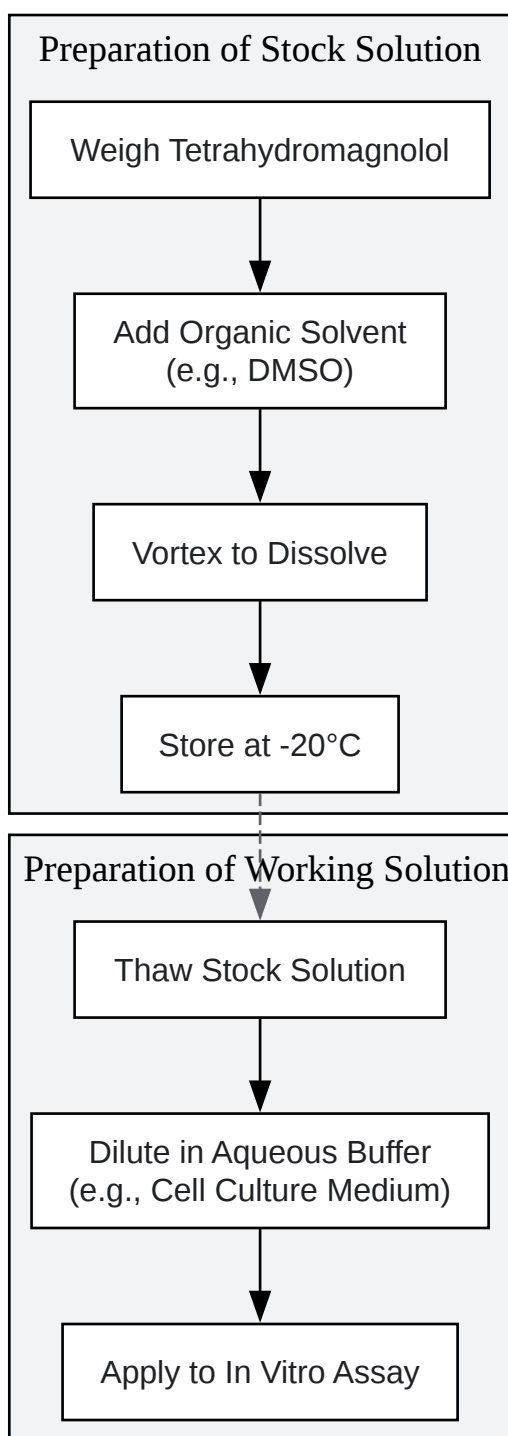 Preparation of Stock Solution
Weigh Tetrahydromagnolol
Add Organic Solvent
(e.g., DMSO)
Vortex to Dissolve
Store at -20°C
Preparation of Working Solution
Thaw Stock Solution
Dilute in Aqueous Buffer
(e.g., Cell Culture Medium)
Apply to In Vitro Assay